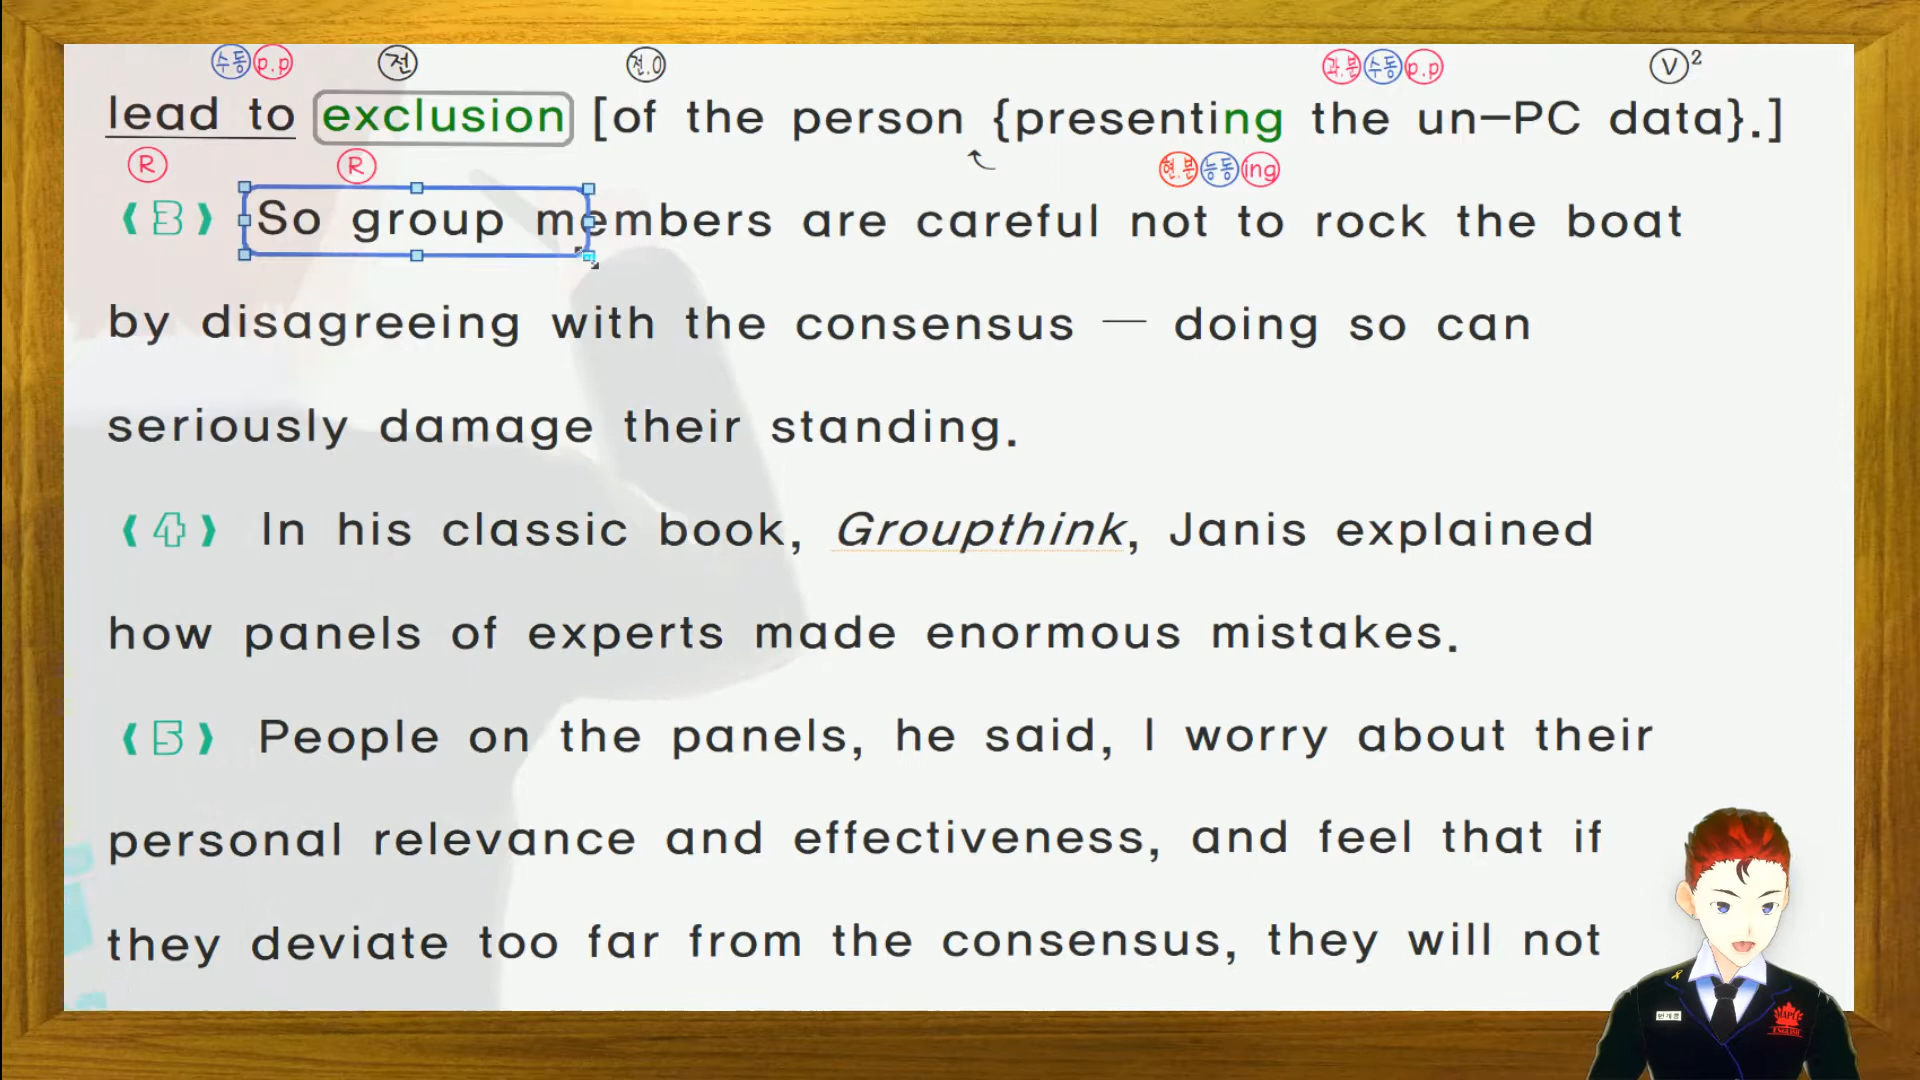 수동 p.p 전 전.O 과.분 수동 p.p V²
lead to exclusion [of the person {presenting the un–PC data}.]
R R 현.분 능동 ing
❨3❩ So group members are careful not to rock the boat
by disagreeing with the consensus — doing so can
seriously damage their standing.
❨4❩ In his classic book, Groupthink, Janis explained
how panels of experts made enormous mistakes.
❨5❩ People on the panels, he said, I worry about their
personal relevance and effectiveness, and feel that if
they deviate too far from the consensus, they will not
ENGLISH